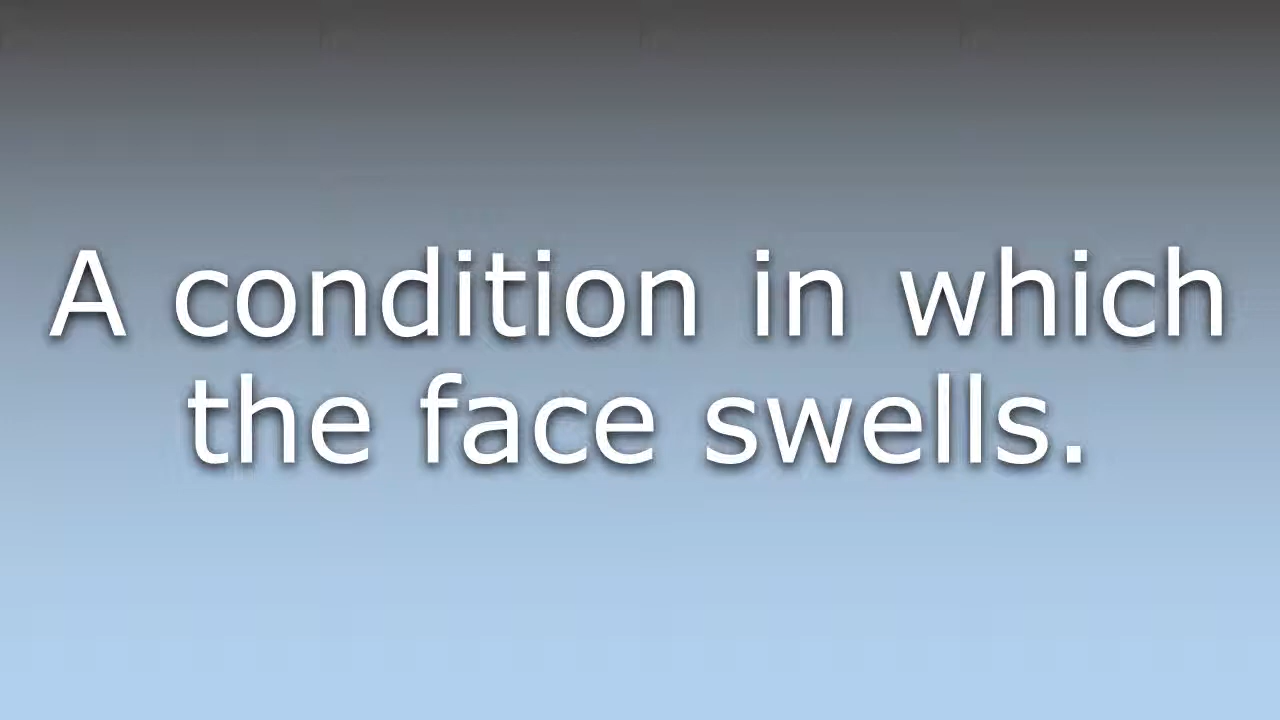 A condition in which
the face swells.